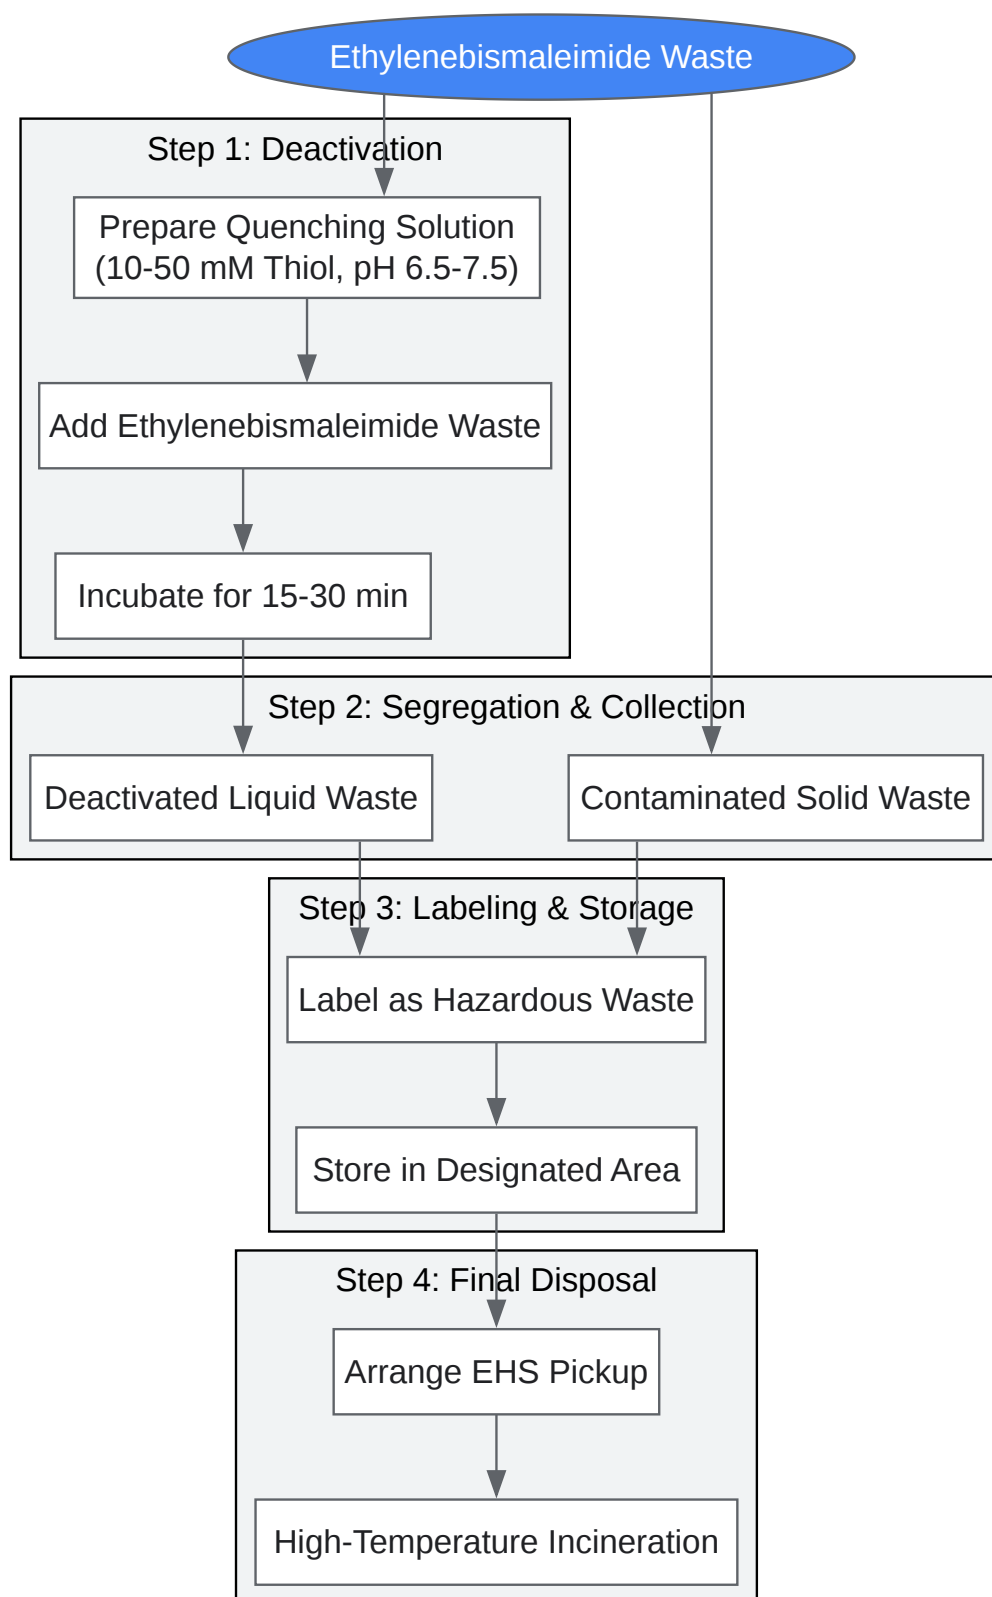 Ethylenebismaleimide Waste
Step 1: Deactivation
Prepare Quenching Solution
(10-50 mM Thiol, pH 6.5-7.5)
Add Ethylenebismaleimide Waste
Incubate for 15-30 min
Step 2: Segregation & Collection
Deactivated Liquid Waste
Contaminated Solid Waste
Step 3: Labeling & Storage
Label as Hazardous Waste
Store in Designated Area
Step 4: Final Disposal
Arrange EHS Pickup
High-Temperature Incineration